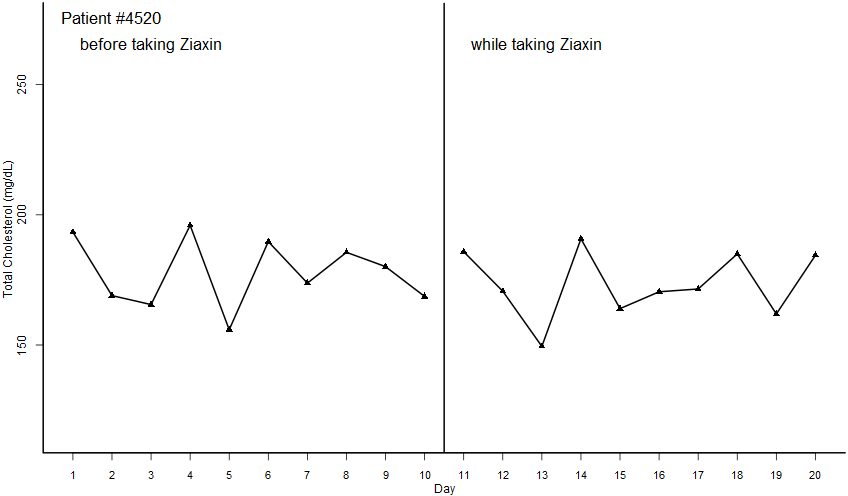 Patient #4520
before taking Ziaxin
while taking Ziaxin
250
200
150
Total Cholesterol (mg/dL)
1 2 3 4 5 6 7 8 9 10 11 12 13 14 15 16 17 18 19 20
Day